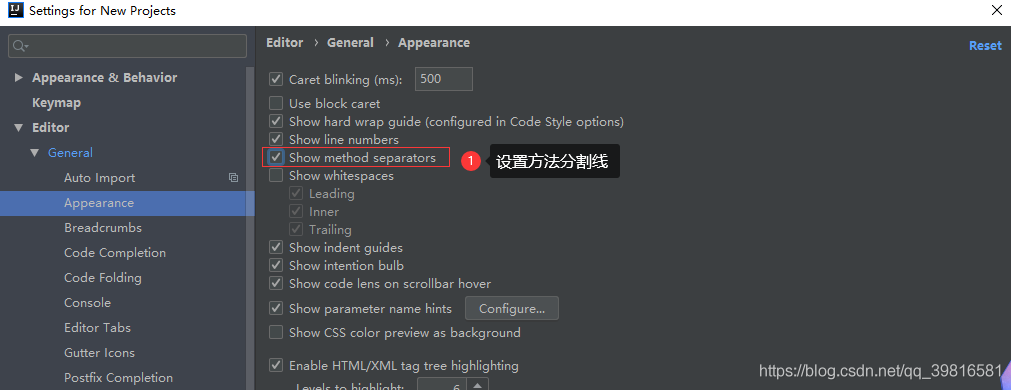 IJ
Settings for New Projects
Editor › General › Appearance
Reset
Appearance & Behavior
Keymap
Editor
General
Auto Import
Appearance
Breadcrumbs
Code Completion
Code Folding
Console
Editor Tabs
Gutter Icons
Postfix Completion
Caret blinking (ms): 500
Use block caret
Show hard wrap guide (configured in Code Style options)
Show line numbers
Show method separators
1 设置方法分割线
Show whitespaces
Leading
Inner
Trailing
Show indent guides
Show intention bulb
Show code lens on scrollbar hover
Show parameter name hints Configure...
Show CSS color preview as background
Enable HTML/XML tag tree highlighting
Levels to highlight: 6
https://blog.csdn.net/qq_39816581